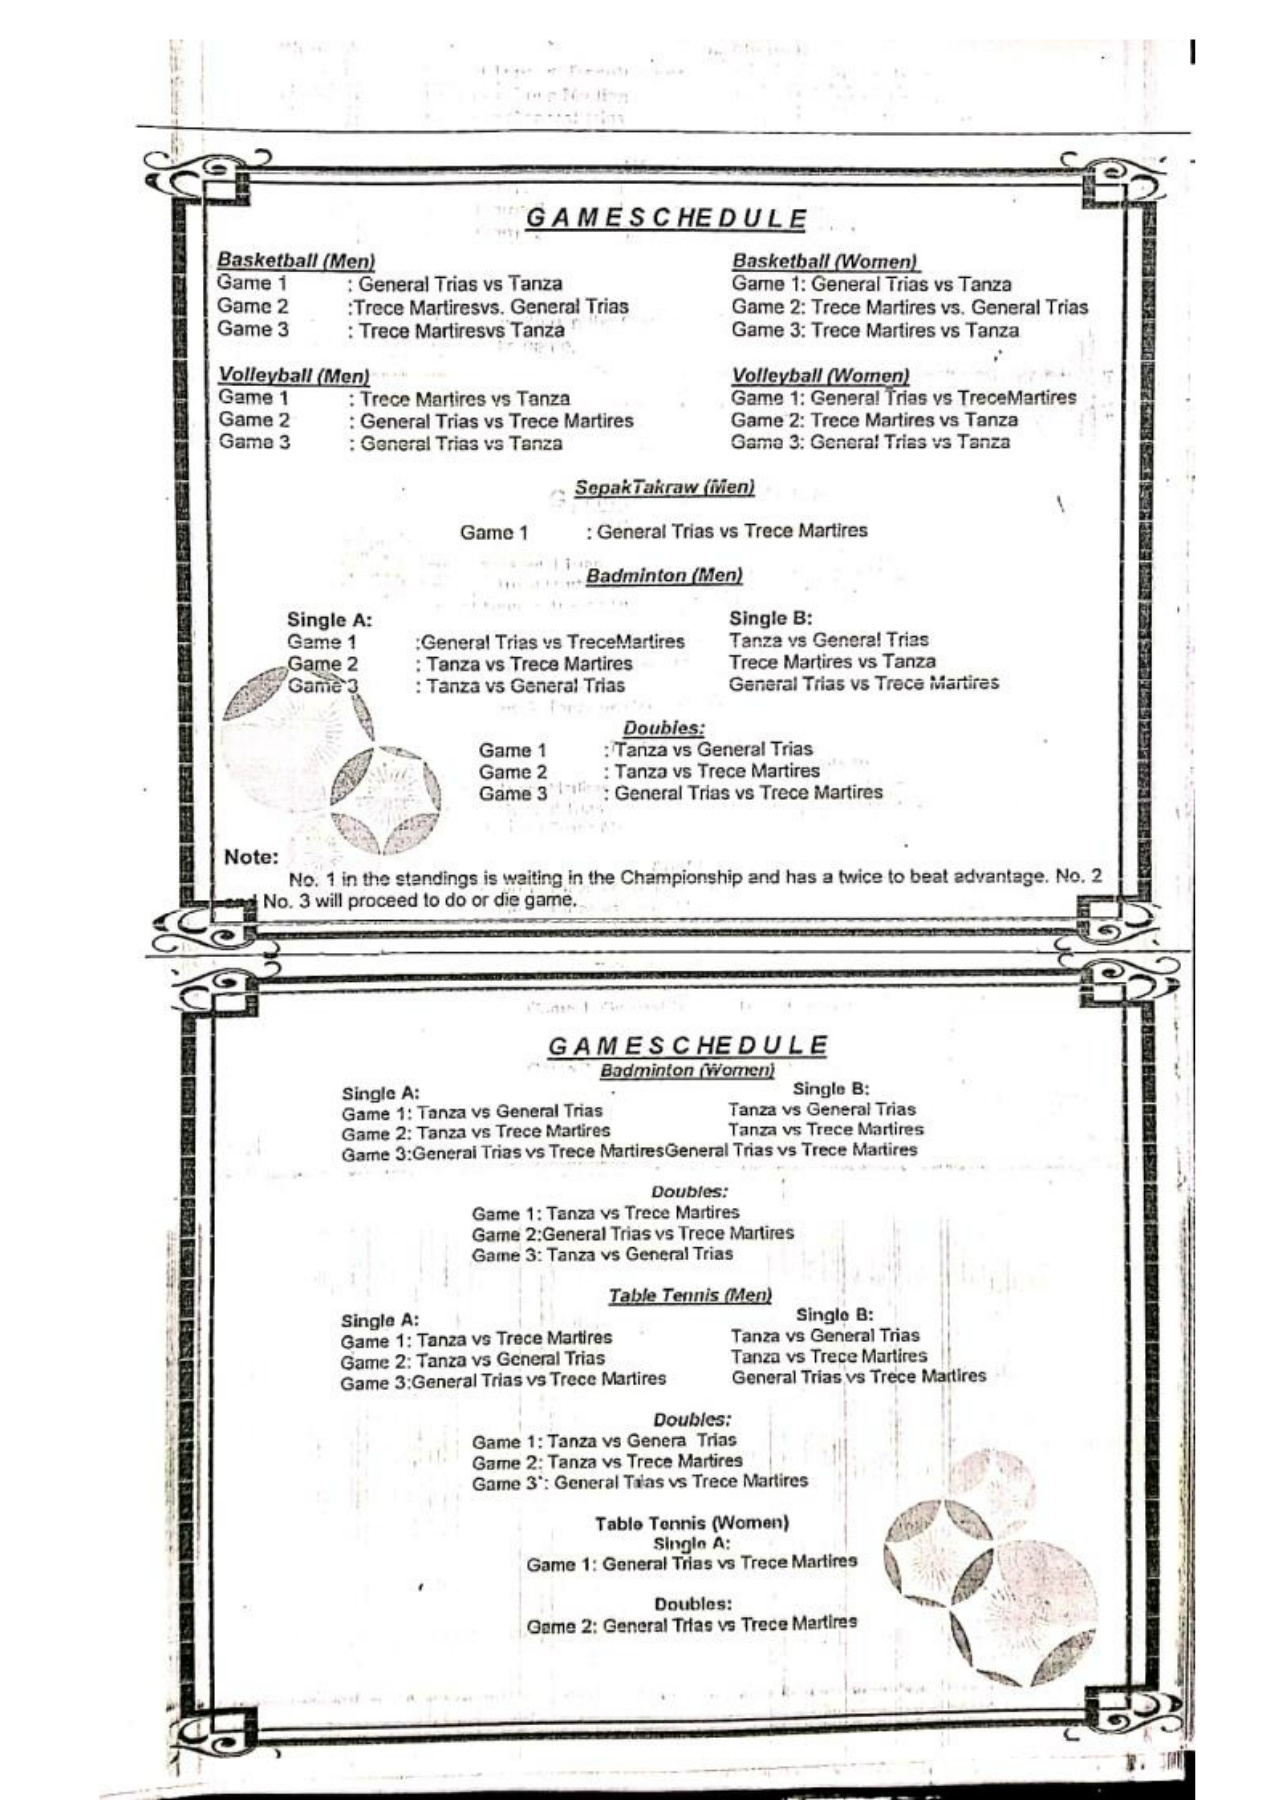 GAMESCHEDULE
Basketball (Men)
Game 1 : General Trias vs Tanza
Game 2 :Trece Martiresvs. General Trias
Game 3 : Trece Martiresvs Tanza
Basketball (Women)
Game 1: General Trias vs Tanza
Game 2: Trece Martires vs. General Trias
Game 3: Trece Martires vs Tanza
Volleyball (Men)
Game 1 : Trece Martires vs Tanza
Game 2 : General Trias vs Trece Martires
Game 3 : General Trias vs Tanza
Volleyball (Women)
Game 1: General Trias vs TreceMartires
Game 2: Trece Martires vs Tanza
Game 3: General Trias vs Tanza
SepakTakraw (Men)
Game 1 : General Trias vs Trece Martires
Badminton (Men)
Single A:
Game 1 :General Trias vs TreceMartires
Game 2 : Tanza vs Trece Martires
Game 3 : Tanza vs General Trias
Single B:
Tanza vs General Trias
Trece Martires vs Tanza
General Trias vs Trece Martires
Doubles:
Game 1 : Tanza vs General Trias
Game 2 : Tanza vs Trece Martires
Game 3 : General Trias vs Trece Martires
Note:
No. 1 in the standings is waiting in the Championship and has a twice to beat advantage. No. 2
and No. 3 will proceed to do or die game.
GAMESCHEDULE
Badminton (Women)
Single A: Single B:
Game 1: Tanza vs General Trias Tanza vs General Trias
Game 2: Tanza vs Trece Martires Tanza vs Trece Martires
Game 3:General Trias vs Trece MartiresGeneral Trias vs Trece Martires
Doubles:
Game 1: Tanza vs Trece Martires
Game 2:General Trias vs Trece Martires
Game 3: Tanza vs General Trias
Table Tennis (Men)
Single A: Single B:
Game 1: Tanza vs Trece Martires Tanza vs General Trias
Game 2: Tanza vs General Trias Tanza vs Trece Martires
Game 3:General Trias vs Trece Martires General Trias vs Trece Martires
Doubles:
Game 1: Tanza vs Genera Trias
Game 2: Tanza vs Trece Martires
Game 3: General Trias vs Trece Martires
Table Tennis (Women)
Single A:
Game 1: General Trias vs Trece Martires
Doubles:
Game 2: General Trias vs Trece Martires